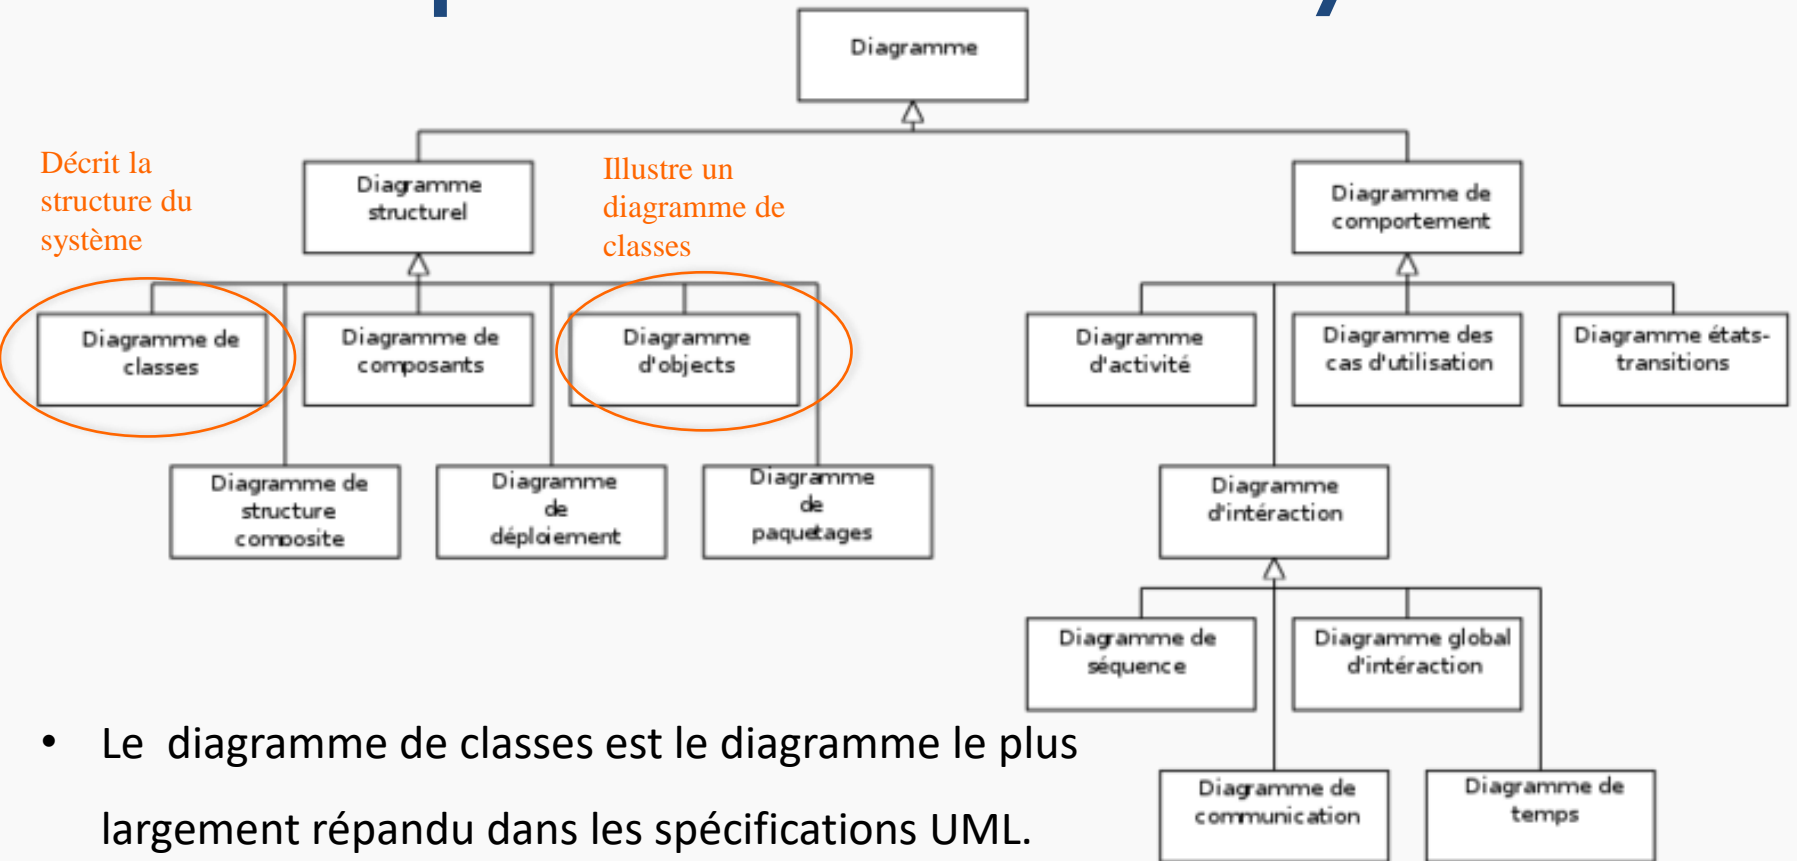 Diagramme
Décrit la
structure du
système
Diagramme
structurel
Illustre un
diagramme de
classes
Diagramme de
comportement
Diagramme de
classes
Diagramme de
composants
Diagramme
d'objects
Diagramme
d'activité
Diagramme des
cas d'utilisation
Diagramme états-
transitions
Diagramme de
structure
composite
Diagramme
de
déploiement
Diagramme
de
paquetages
Diagramme
d'intéraction
Diagramme de
séquence
Diagramme global
d'intéraction
• Le diagramme de classes est le diagramme le plus
largement répandu dans les spécifications UML.
Diagramme de
communication
Diagramme de
temps